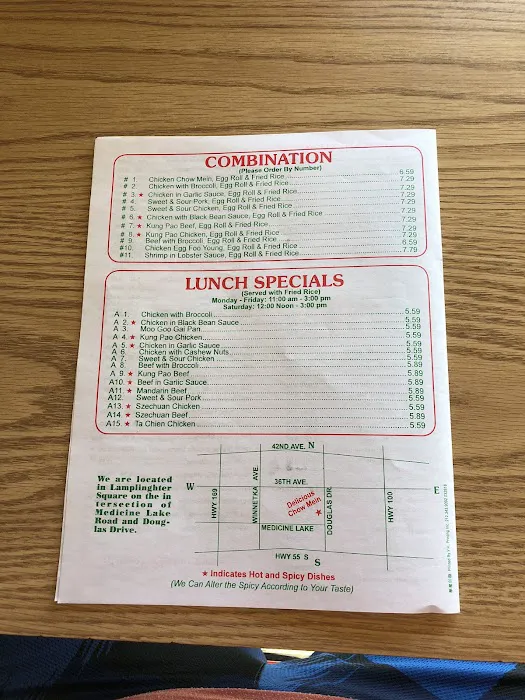 COMBINATION
(Please Order By Number)
# 1. Chicken Chow Mein, Egg Roll & Fried Rice 6.59
# 2. Chicken with Broccoli, Egg Roll & Fried Rice 7.29
# 3. ★ Chicken in Garlic Sauce, Egg Roll & Fried Rice 7.29
# 4. Sweet & Sour Pork, Egg Roll & Fried Rice 7.29
# 5. Sweet & Sour Chicken, Egg Roll & Fried Rice 7.29
# 6. ★ Chicken with Black Bean Sauce, Egg Roll & Fried Rice 7.29
# 7. ★ Kung Pao Beef, Egg Roll & Fried Rice 7.29
# 8. ★ Kung Pao Chicken, Egg Roll & Fried Rice 7.29
# 9. Beef with Broccoli, Egg Roll & Fried Rice 7.29
#10. Chicken Egg Foo Young, Egg Roll & Fried Rice 6.59
#11. Shrimp in Lobster Sauce, Egg Roll & Fried Rice 7.79
LUNCH SPECIALS
(Served with Fried Rice)
Monday - Friday: 11:00 am - 3:00 pm
Saturday: 12:00 Noon - 3:00 pm
A 1. Chicken with Broccoli 5.59
A 2. ★ Chicken in Black Bean Sauce 5.59
A 3. Moo Goo Gai Pan 5.59
A 4. ★ Kung Pao Chicken 5.59
A 5. ★ Chicken in Garlic Sauce 5.59
A 6. Chicken with Cashew Nuts 5.59
A 7. Sweet & Sour Chicken 5.59
A 8. Beef with Broccoli 5.89
A 9. ★ Kung Pao Beef 5.89
A10. ★ Beef in Garlic Sauce 5.89
A11. ★ Mandarin Beef 5.89
A12. Sweet & Sour Pork 5.59
A13. ★ Szechuan Chicken 5.59
A14. ★ Szechuan Beef 5.89
A15. ★ Ta Chien Chicken 5.59
We are located
in Lamplinghter
Square on the in
tersection of
Medicine Lake
Road and Doug-
las Drive.
42ND AVE. N
W
36TH AVE.
E
HWY 169
WINNETKA AVE.
Delicious
Chow Mein
★
DOUGLAS DR.
HWY 100
MEDICINE LAKE
HWY 55 S
S
★ Indicates Hot and Spicy Dishes
(We Can Alter the Spicy According to Your Taste)